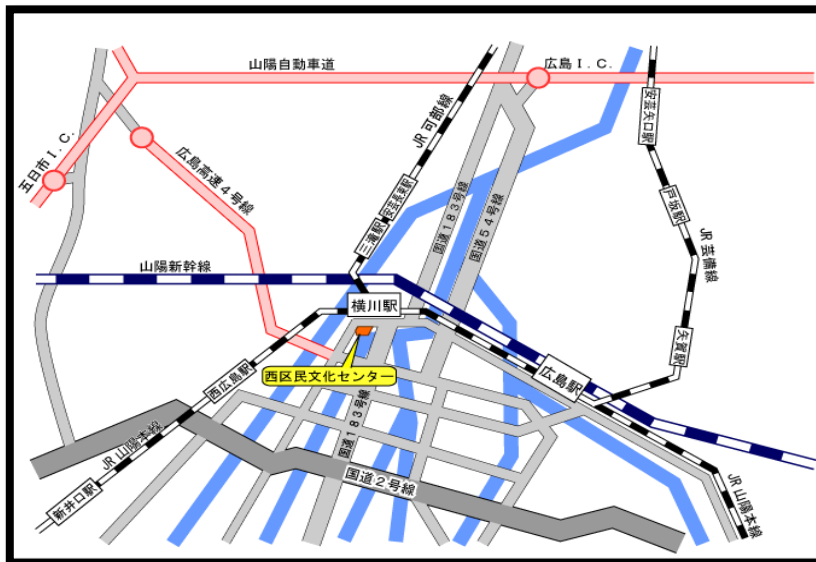 山陽自動車道
広島Ｉ.Ｃ.
五日市Ｉ.Ｃ.
広島高速４号線
JR可部線
安芸長束駅
三滝駅
国道183号線
国道５４号線
安芸矢口駅
戸坂駅
JR芸備線
矢賀駅
山陽新幹線
横川駅
西広島駅
西区民文化センター
広島駅
国道183号線
JR山陽本線
新井口駅
国道２号線
JR山陽本線